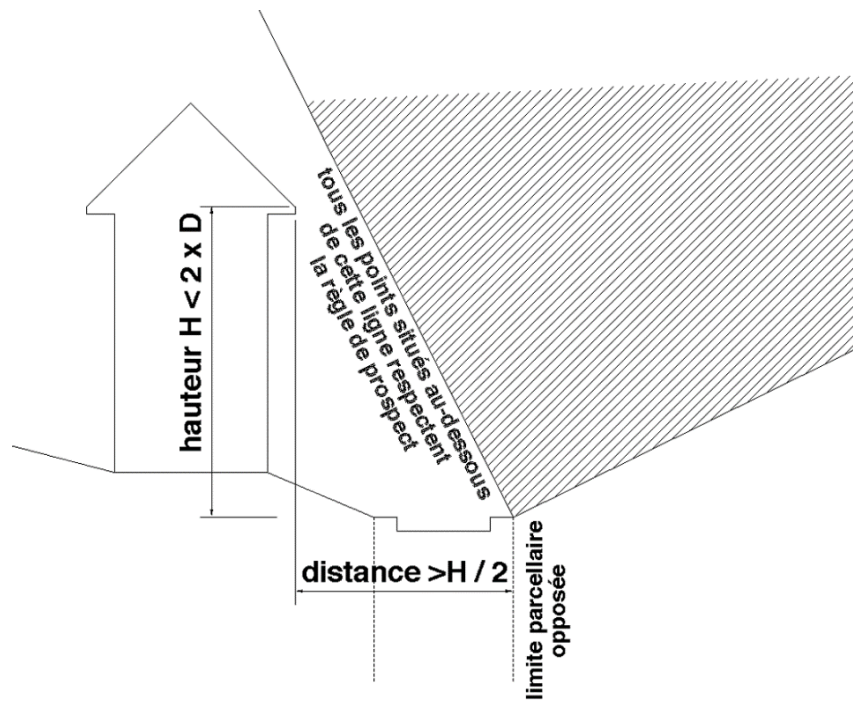 hauteur H < 2 x D
tous les points situés au-dessous
de cette ligne respectent
la règle de prospect
distance >H / 2
limite parcellaire
opposée